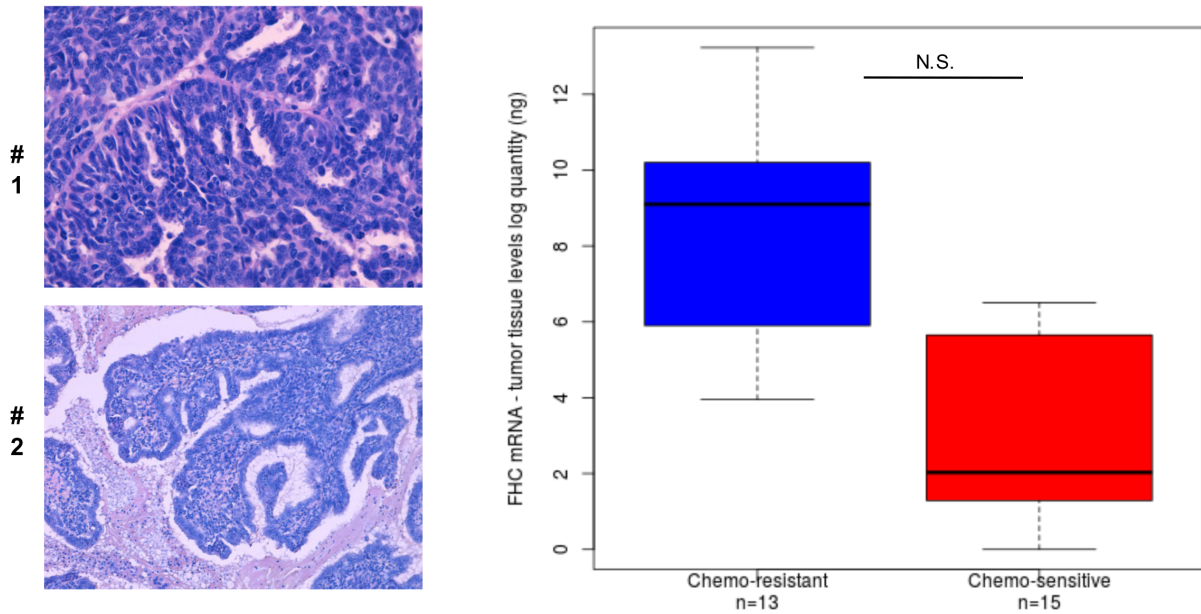 #
1
#
2
N.S.
FHC mRNA - tumor tissue levels log quantity (ng)
12
10
8
6
4
2
0
Chemo-resistant
n=13
Chemo-sensitive
n=15